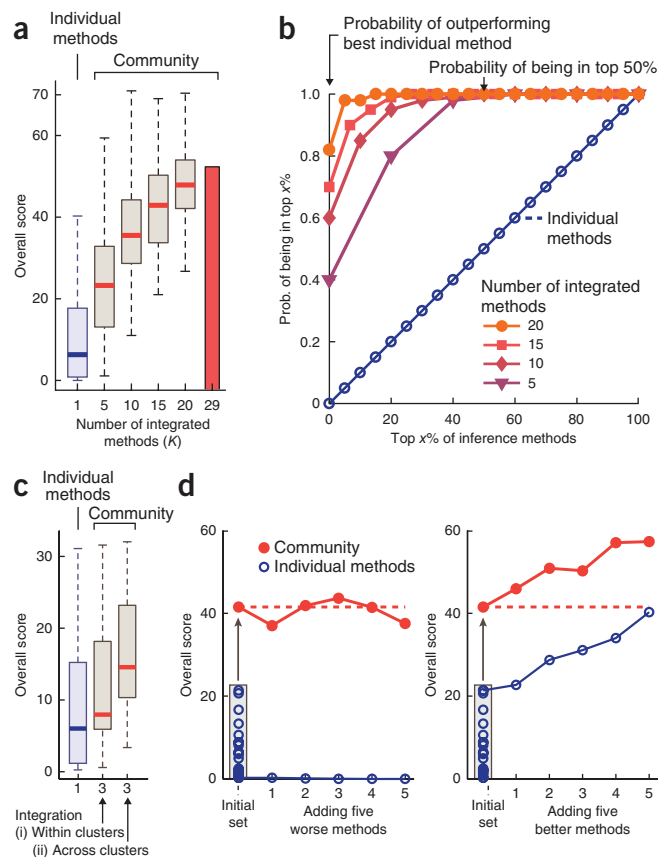 a
Individual
methods
Community
70
60
40
20
0
Overall score
1 5 10 15 20 29
Number of integrated
methods (K)
b
Probability of outperforming
best individual method
Probability of being in top 50%
1.0
0.8
0.6
0.4
0.2
0
Prob. of being in top x%
Individual
methods
Number of integrated
methods
20
15
10
5
0 20 40 60 80 100
Top x% of inference methods
c
Individual
methods
Community
30
20
10
0
Overall score
1 3 3
Integration
(i) Within clusters
(ii) Across clusters
d
60
40
20
0
Overall score
Community
Individual methods
Initial
set
1 2 3 4 5
Adding five
worse methods
60
40
20
0
Overall score
Initial
set
1 2 3 4 5
Adding five
better methods